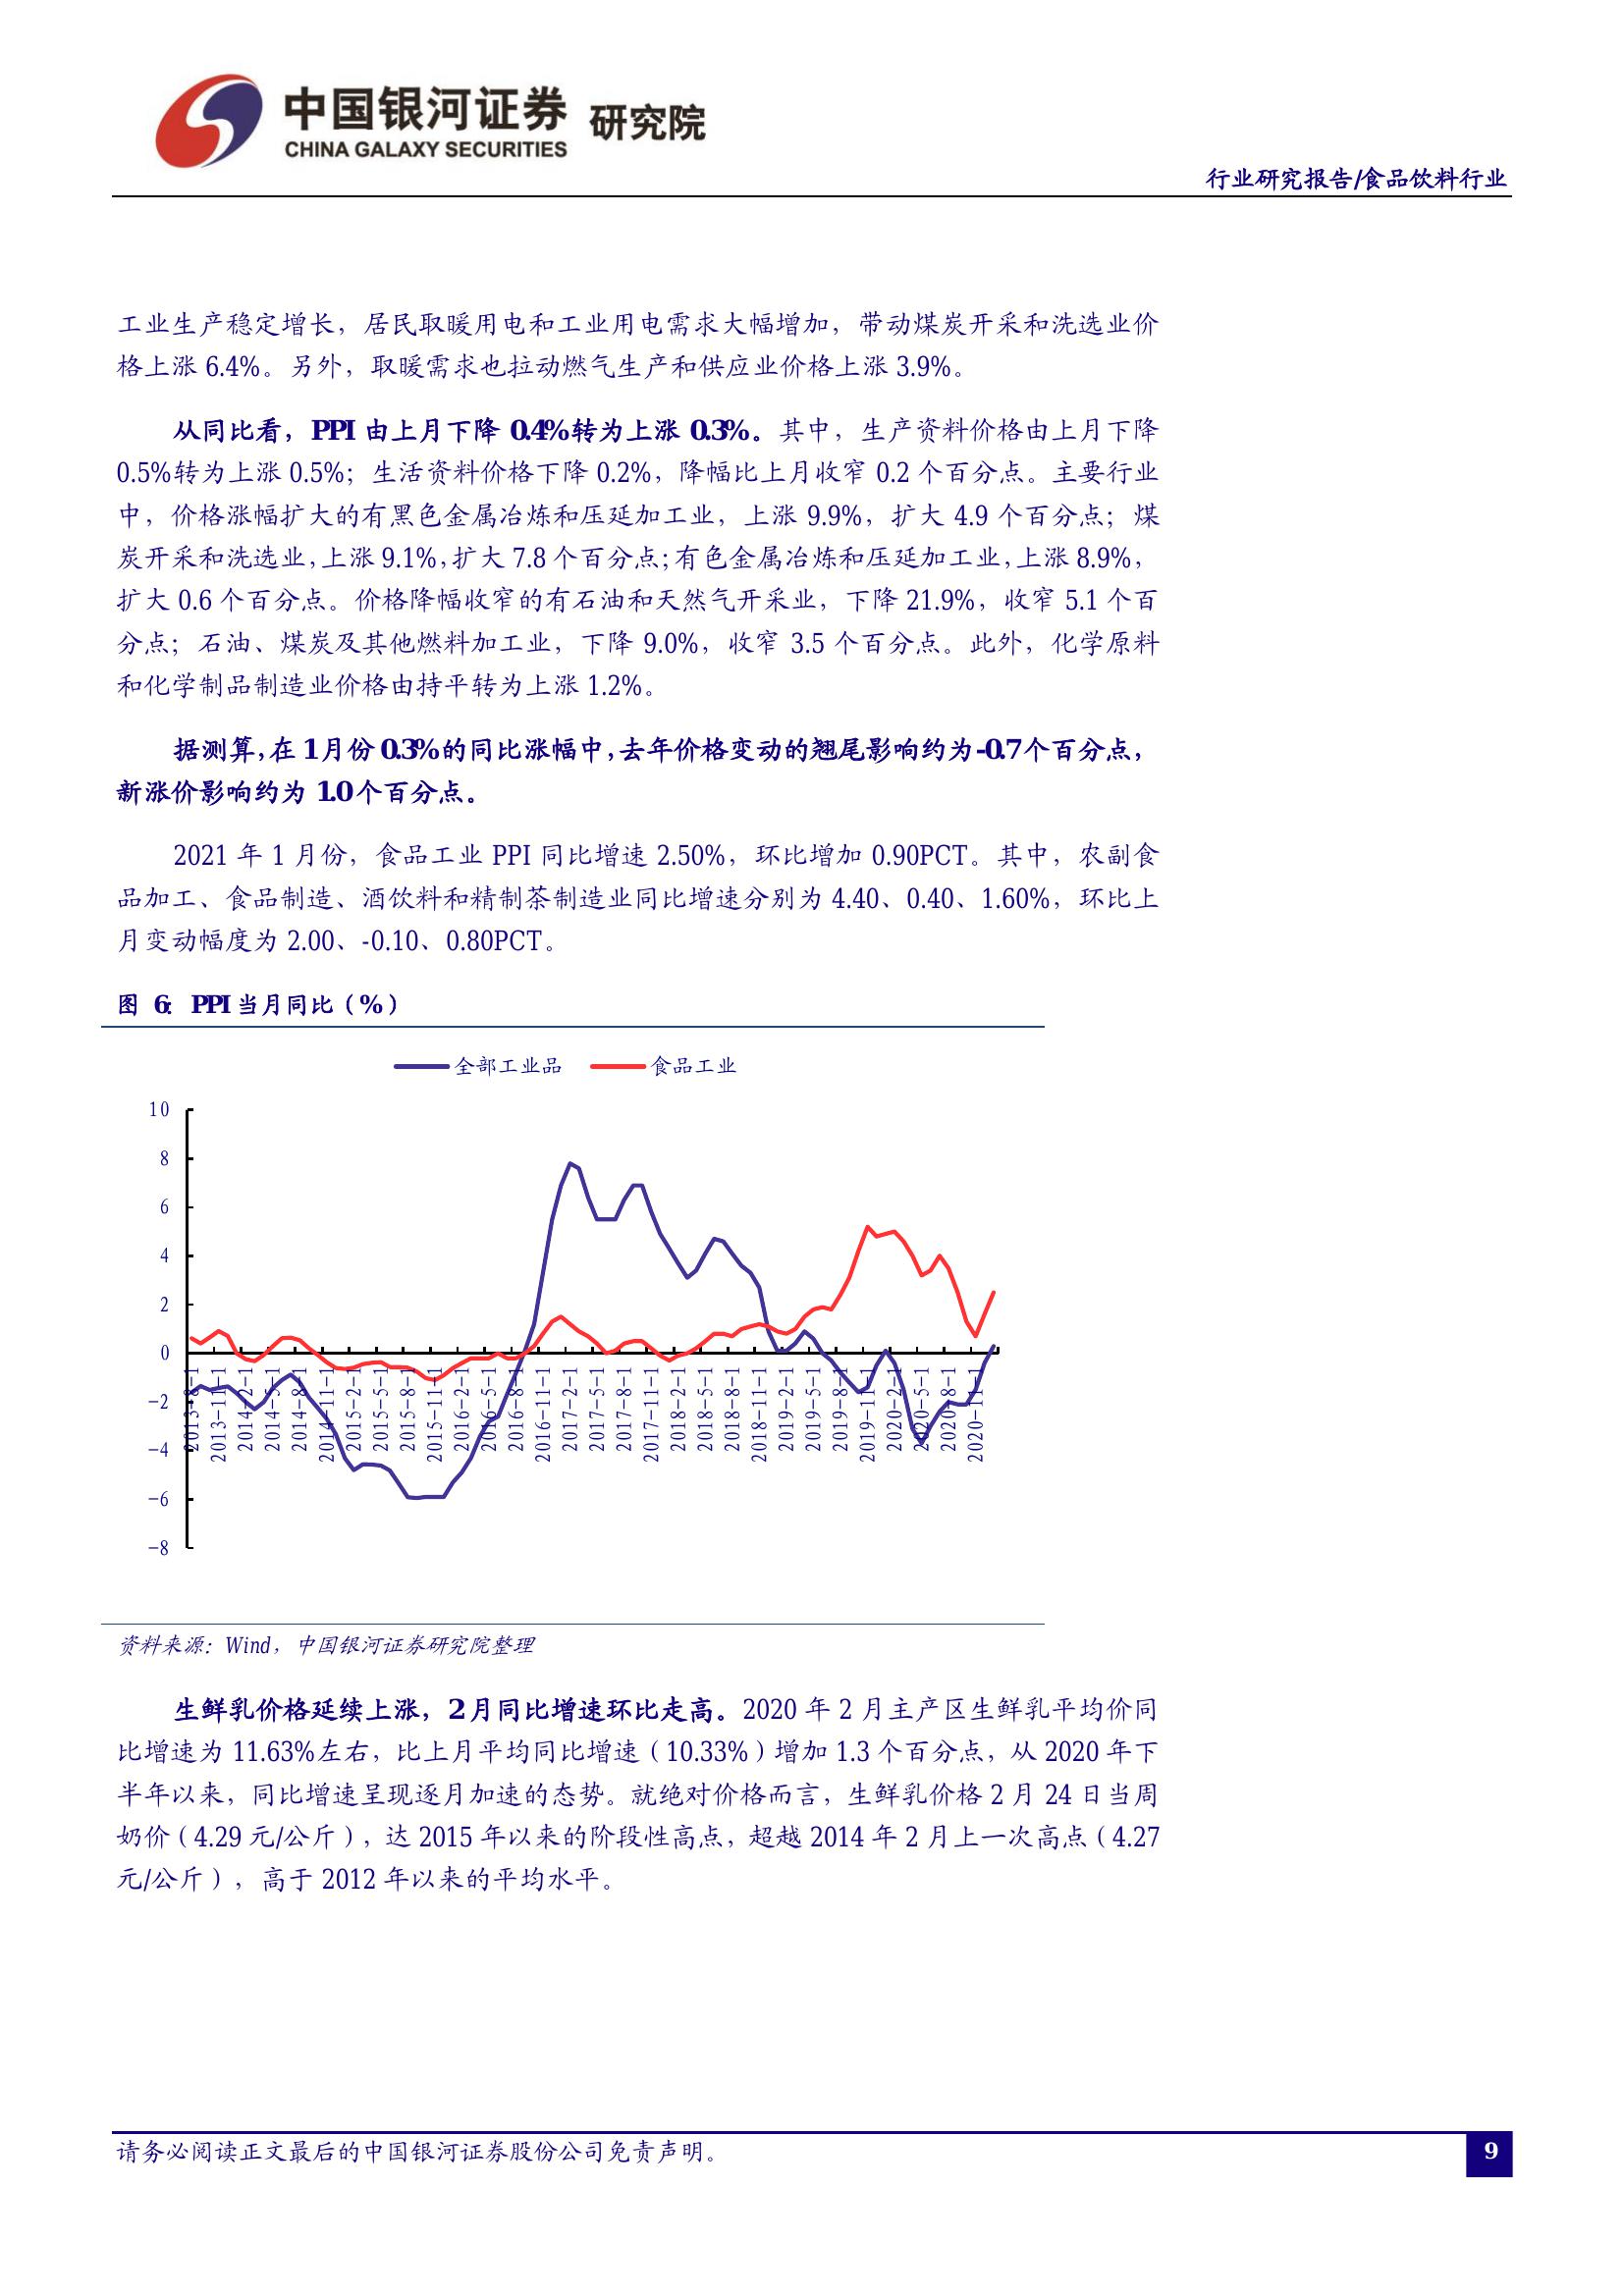 中国银河证券 研究院
CHINA GALAXY SECURITIES
行业研究报告/食品饮料行业
工业生产稳定增长，居民取暖用电和工业用电需求大幅增加，带动煤炭开采和洗选业价
格上涨 6.4%。另外，取暖需求也拉动燃气生产和供应业价格上涨 3.9%。
从同比看，PPI 由上月下降 0.4%转为上涨 0.3%。其中，生产资料价格由上月下降
0.5%转为上涨 0.5%；生活资料价格下降 0.2%，降幅比上月收窄 0.2 个百分点。主要行业
中，价格涨幅扩大的有黑色金属冶炼和压延加工业，上涨 9.9%，扩大 4.9 个百分点；煤
炭开采和洗选业，上涨 9.1%，扩大 7.8 个百分点；有色金属冶炼和压延加工业，上涨 8.9%，
扩大 0.6 个百分点。价格降幅收窄的有石油和天然气开采业，下降 21.9%，收窄 5.1 个百
分点；石油、煤炭及其他燃料加工业，下降 9.0%，收窄 3.5 个百分点。此外，化学原料
和化学制品制造业价格由持平转为上涨 1.2%。
据测算，在 1 月份 0.3%的同比涨幅中，去年价格变动的翘尾影响约为-0.7 个百分点，
新涨价影响约为 1.0 个百分点。
2021 年 1 月份，食品工业 PPI 同比增速 2.50%，环比增加 0.90PCT。其中，农副食
品加工、食品制造、酒饮料和精制茶制造业同比增速分别为 4.40、0.40、1.60%，环比上
月变动幅度为 2.00、-0.10、0.80PCT。
图 6：PPI 当月同比（%）
全部工业品 食品工业
10
8
6
4
2
0
-2
-4
-6
-8
2013-8-1
2013-11-1
2014-2-1
2014-5-1
2014-8-1
2014-11-1
2015-2-1
2015-5-1
2015-8-1
2015-11-1
2016-2-1
2016-5-1
2016-8-1
2016-11-1
2017-2-1
2017-5-1
2017-8-1
2017-11-1
2018-2-1
2018-5-1
2018-8-1
2018-11-1
2019-2-1
2019-5-1
2019-8-1
2019-11-1
2020-2-1
2020-5-1
2020-8-1
2020-11-1
资料来源：Wind，中国银河证券研究院整理
生鲜乳价格延续上涨，2 月同比增速环比走高。2020 年 2 月主产区生鲜乳平均价同
比增速为 11.63%左右，比上月平均同比增速（10.33%）增加 1.3 个百分点，从 2020 年下
半年以来，同比增速呈现逐月加速的态势。就绝对价格而言，生鲜乳价格 2 月 24 日当周
奶价（4.29 元/公斤），达 2015 年以来的阶段性高点，超越 2014 年 2 月上一次高点（4.27
元/公斤），高于 2012 年以来的平均水平。
请务必阅读正文最后的中国银河证券股份公司免责声明。
9